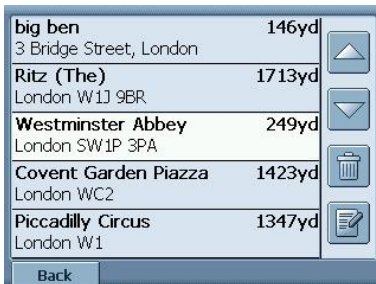 big ben 146yd
3 Bridge Street, London
Ritz (The) 1713yd
London W1J 9BR
Westminster Abbey 249yd
London SW1P 3PA
Covent Garden Piazza 1423yd
London WC2
Piccadilly Circus 1347yd
London W1
Back